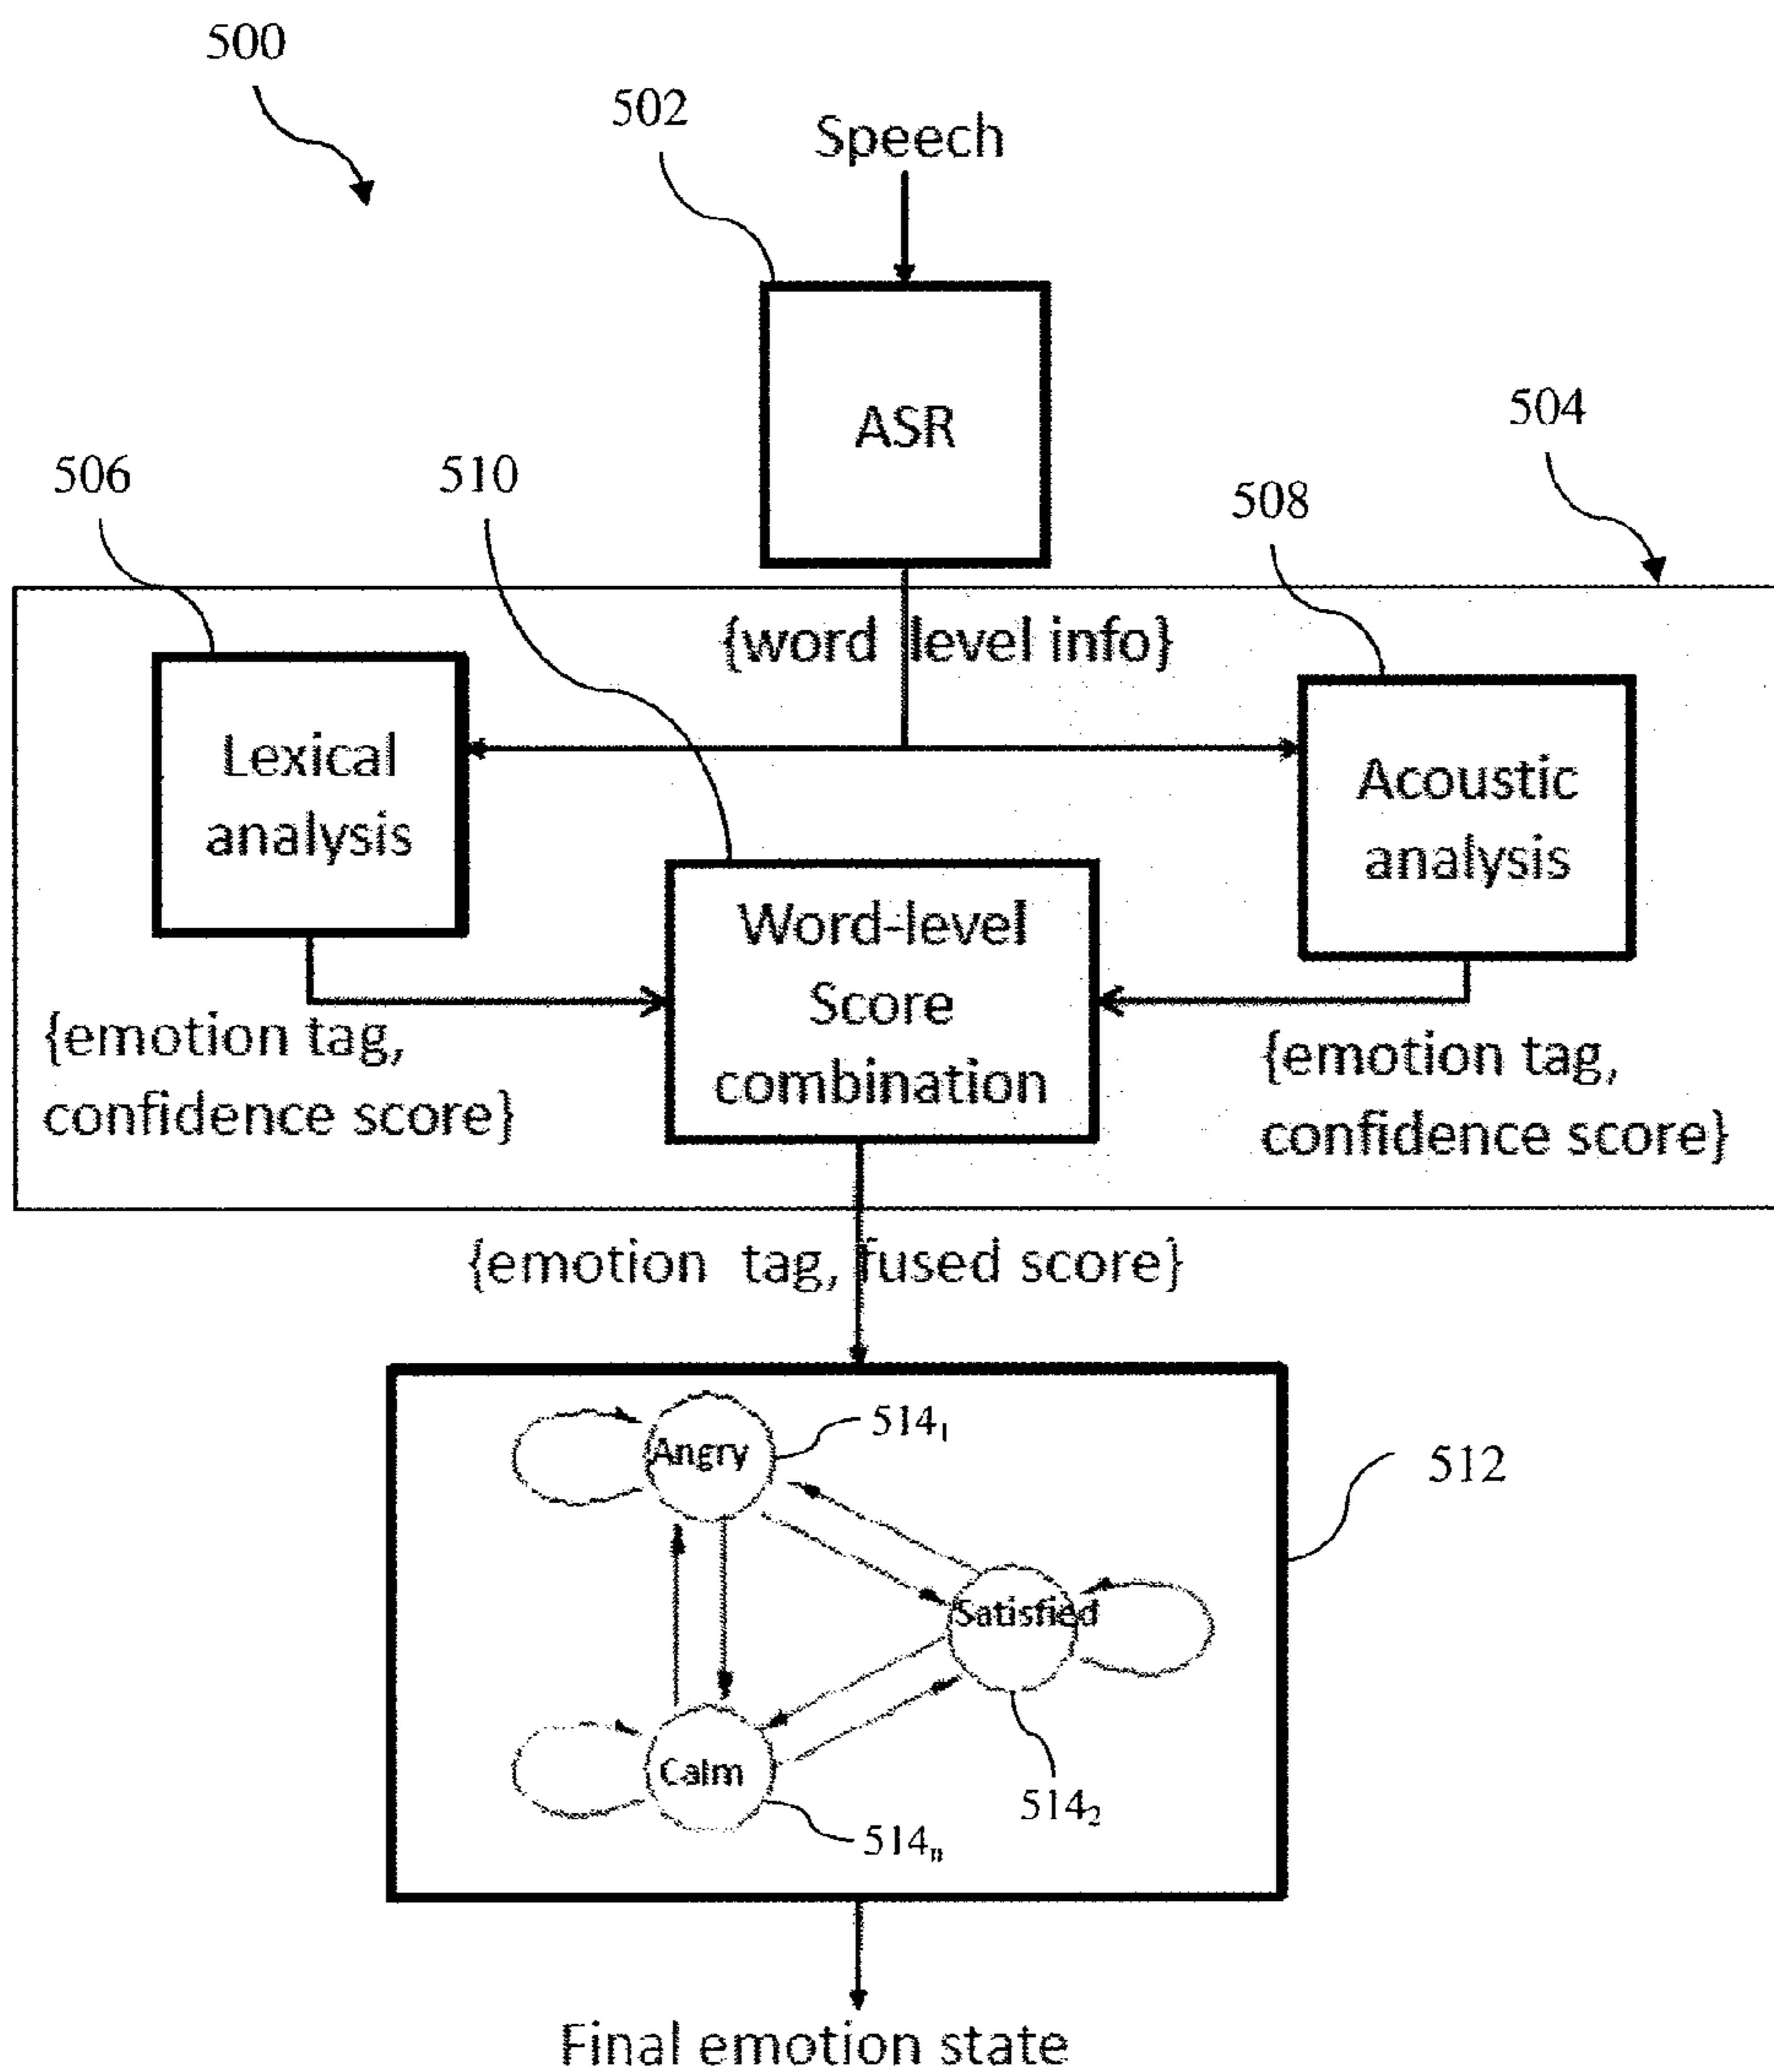 500
502
Speech
ASR
504
506
510
508
{word level info}
Lexical
analysis
Acoustic
analysis
Word-level
Score
combination
{emotion tag,
confidence score}
{emotion tag,
confidence score}
{emotion tag, fused score}
Angry
514₁
512
Satisfied
Calm
514₂
514ₙ
Final emotion state